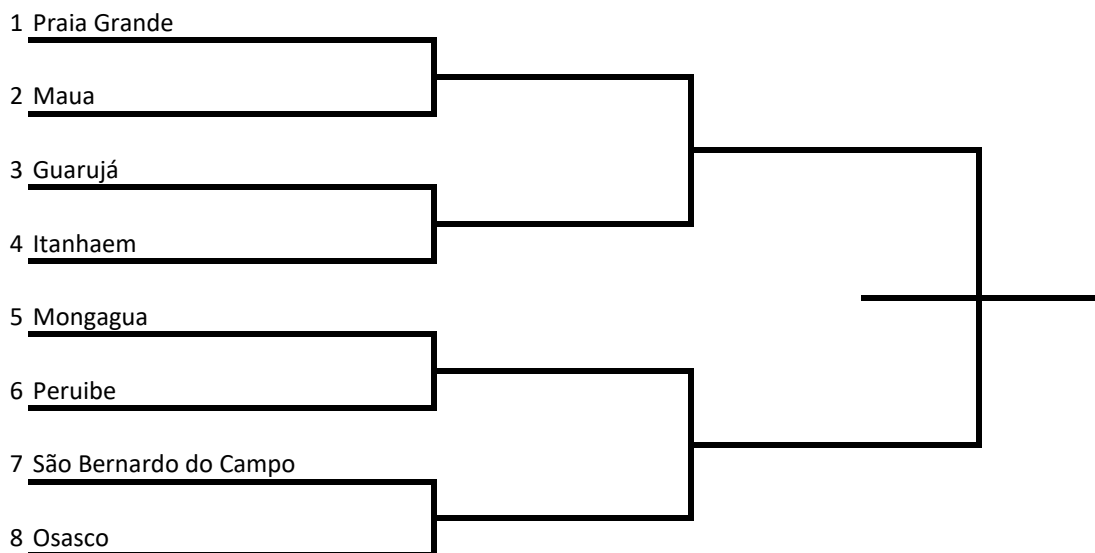 1 Praia Grande
2 Maua
3 Guarujá
4 Itanhaem
5 Mongagua
6 Peruibe
7 São Bernardo do Campo
8 Osasco